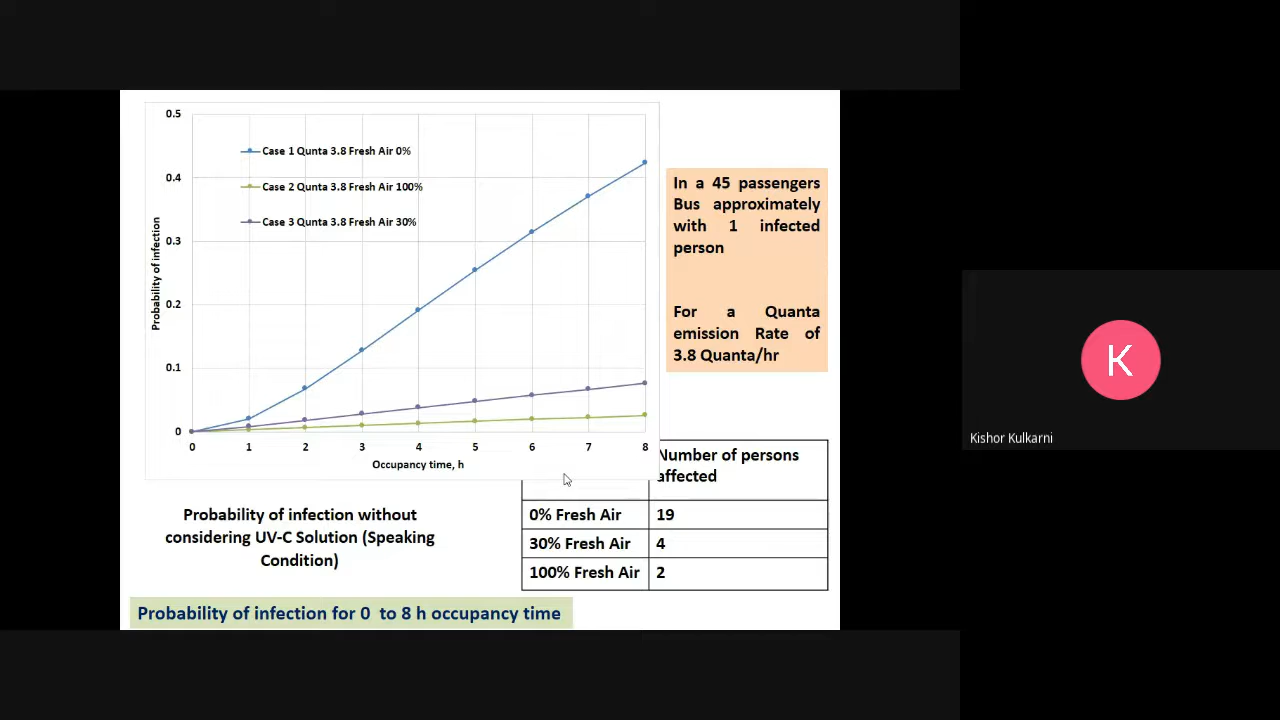 0.5
0.4
0.3
0.2
0.1
0
Probability of infection
Case 1 Qunta 3.8 Fresh Air 0%
Case 2 Qunta 3.8 Fresh Air 100%
Case 3 Qunta 3.8 Fresh Air 30%
0 1 2 3 4 5 6 7 8
Occupancy time, h
In a 45 passengers
Bus approximately
with 1 infected
person
For a Quanta
emission Rate of
3.8 Quanta/hr
Number of persons
affected
0% Fresh Air 19
30% Fresh Air 4
100% Fresh Air 2
Probability of infection without
considering UV-C Solution (Speaking
Condition)
Probability of infection for 0 to 8 h occupancy time
K
Kishor Kulkarni